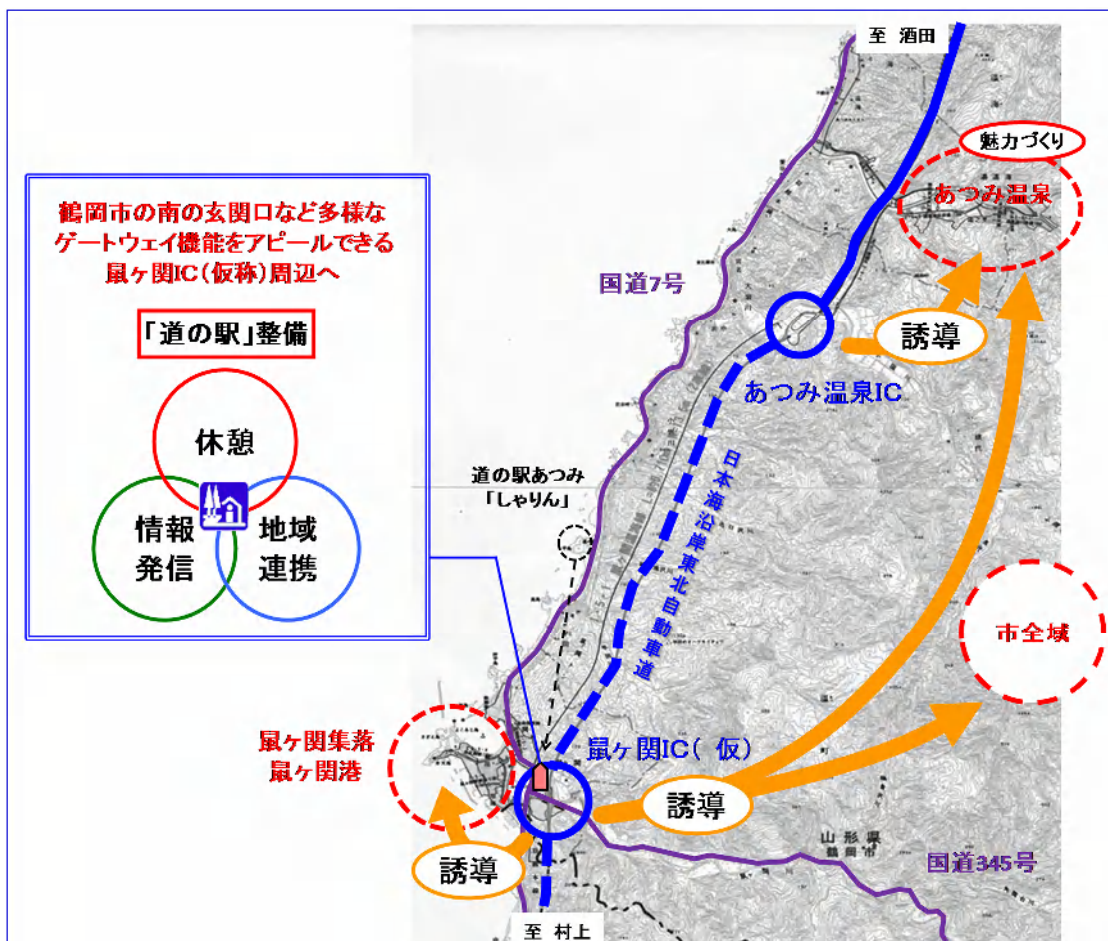 至 酒田
魅力づくり
あつみ温泉
鶴岡市の南の玄関口など多様な
ゲートウェイ機能をアピールできる
鼠ヶ関IC(仮称)周辺へ
「道の駅」整備
休憩
情報
発信
地域
連携
国道7号
誘導
あつみ温泉IC
道の駅あつみ
「しゃりん」
日本海沿岸東北自動車道
市全域
鼠ヶ関集落
鼠ヶ関港
鼠ヶ関IC( 仮)
誘導
山形県
鶴岡市
国道345号
誘導
至 村上